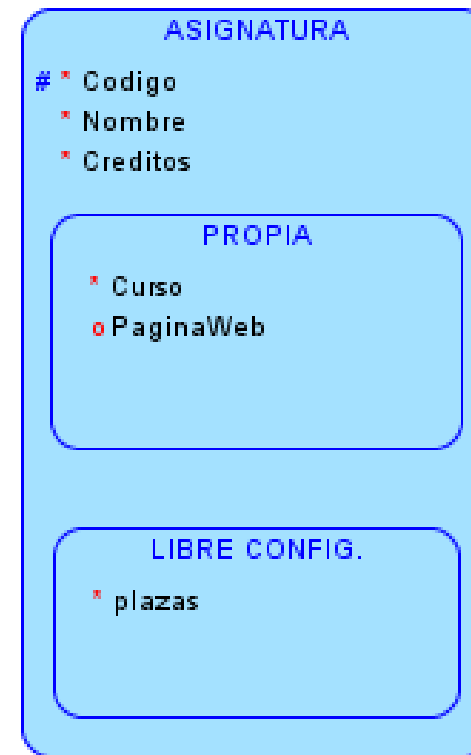 ASIGNATURA
# * Codigo
* Nombre
* Creditos
PROPIA
* Curso
o PaginaWeb
LIBRE CONFIG.
* plazas